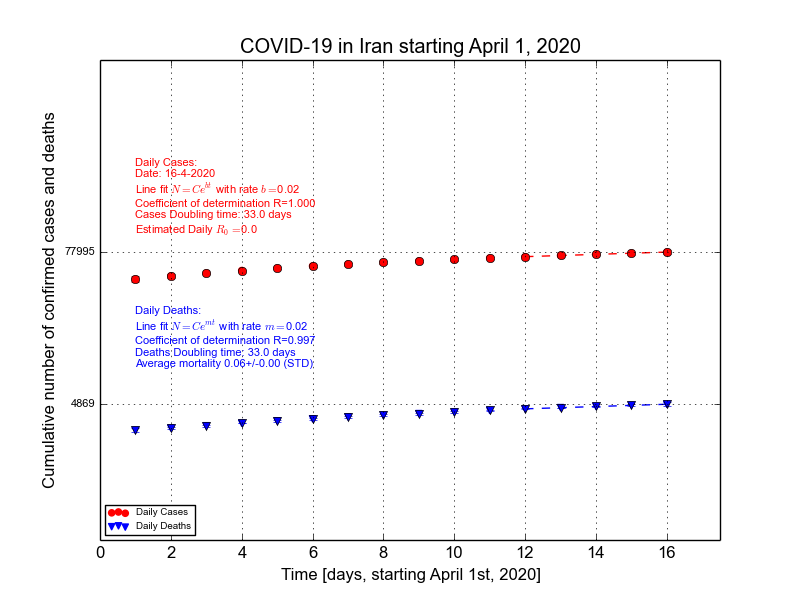 COVID-19 in Iran starting April 1, 2020
Cumulative number of confirmed cases and deaths
Daily Cases:
Date: 16-4-2020
Line fit N = Ce^{bt} with rate b =0.02
Coefficient of determination R=1.000
Cases Doubling time: 33.0 days
Estimated Daily R_0 =0.0
77995
Daily Deaths:
Line fit N = Ce^{mt} with rate m =0.02
Coefficient of determination R=0.997
Deaths Doubling time: 33.0 days
Average mortality 0.06+/-0.00 (STD)
4869
Daily Cases
Daily Deaths
0 2 4 6 8 10 12 14 16
Time [days, starting April 1st, 2020]